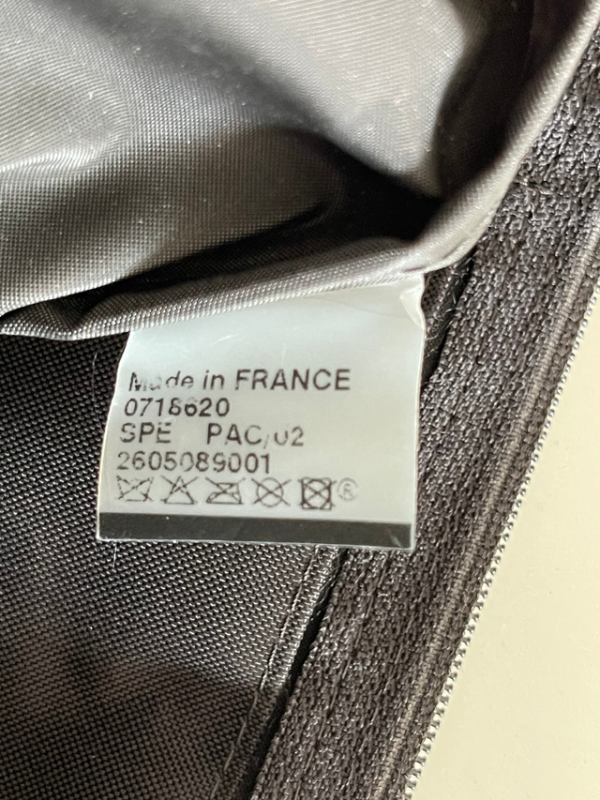 Made in FRANCE
0718620
SPE PAC/02
2605089001
®